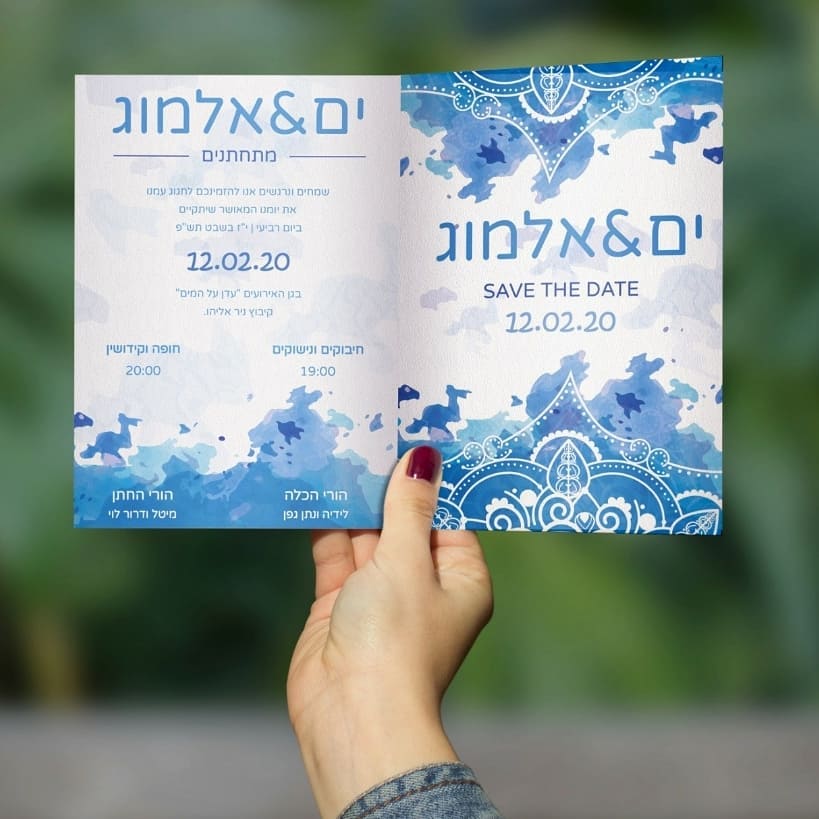 ים&אלמוג
מתחתנים
שמחים ונרגשים אנו להזמינכם לחגוג עמנו
את יומנו המאושר שיתקיים
ביום רביעי | י"ז בשבט תש"פ
12.02.20
בגן האירועים "עדן על המים"
קיבוץ ניר אליהו.
חיבוקים ונישוקים
19:00
חופה וקידושין
20:00
הורי הכלה
לידיה ונתן גפן
הורי החתן
מיטל ודרור לוי
ים&אלמוג
SAVE THE DATE
12.02.20